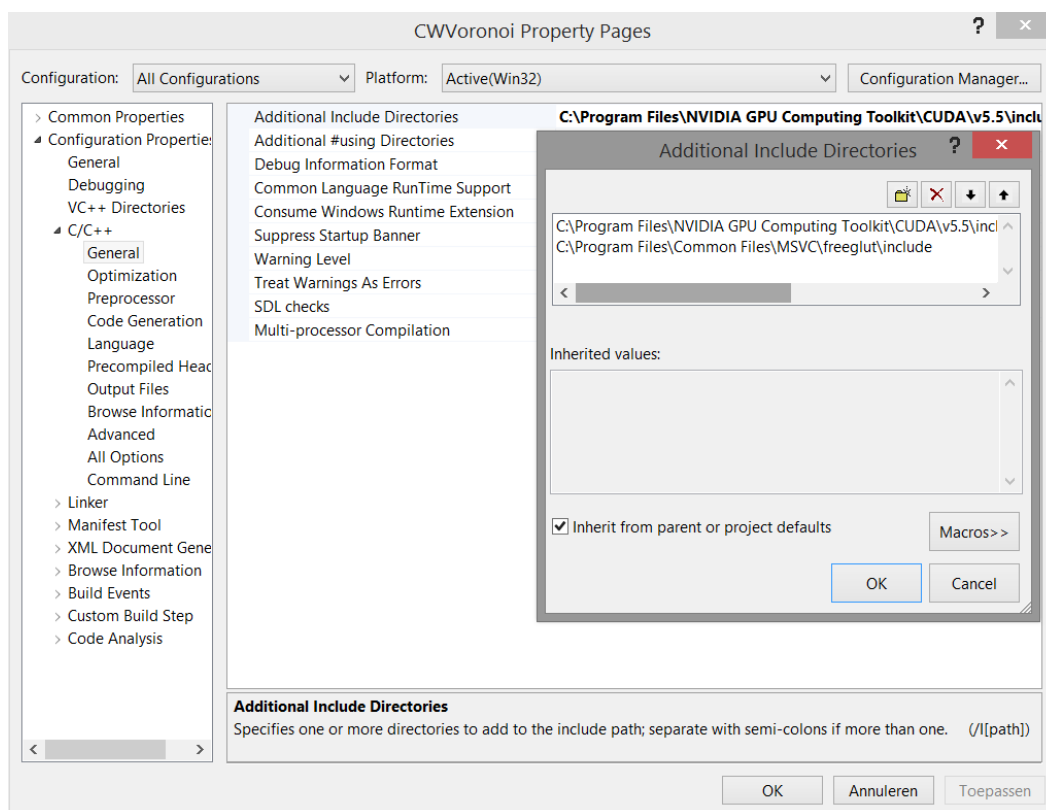 CWVoronoi Property Pages
? ×
Configuration: All Configurations Platform: Active(Win32) Configuration Manager...
Common Properties
Configuration Propertie
General
Debugging
VC++ Directories
C/C++
General
Optimization
Preprocessor
Code Generation
Language
Precompiled Heac
Output Files
Browse Informatic
Advanced
All Options
Command Line
Linker
Manifest Tool
XML Document Gene
Browse Information
Build Events
Custom Build Step
Code Analysis
Additional Include Directories C:\Program Files\NVIDIA GPU Computing Toolkit\CUDA\v5.5\inclu
Additional #using Directories
Debug Information Format
Common Language RunTime Support
Consume Windows Runtime Extension
Suppress Startup Banner
Warning Level
Treat Warnings As Errors
SDL checks
Multi-processor Compilation
Additional Include Directories ? ×
C:\Program Files\NVIDIA GPU Computing Toolkit\CUDA\v5.5\incl
C:\Program Files\Common Files\MSVC\freeglut\include
Inherited values:
Inherit from parent or project defaults
Macros>>
OK Cancel
Additional Include Directories
Specifies one or more directories to add to the include path; separate with semi-colons if more than one. (/I[path])
OK Annuleren Toepassen